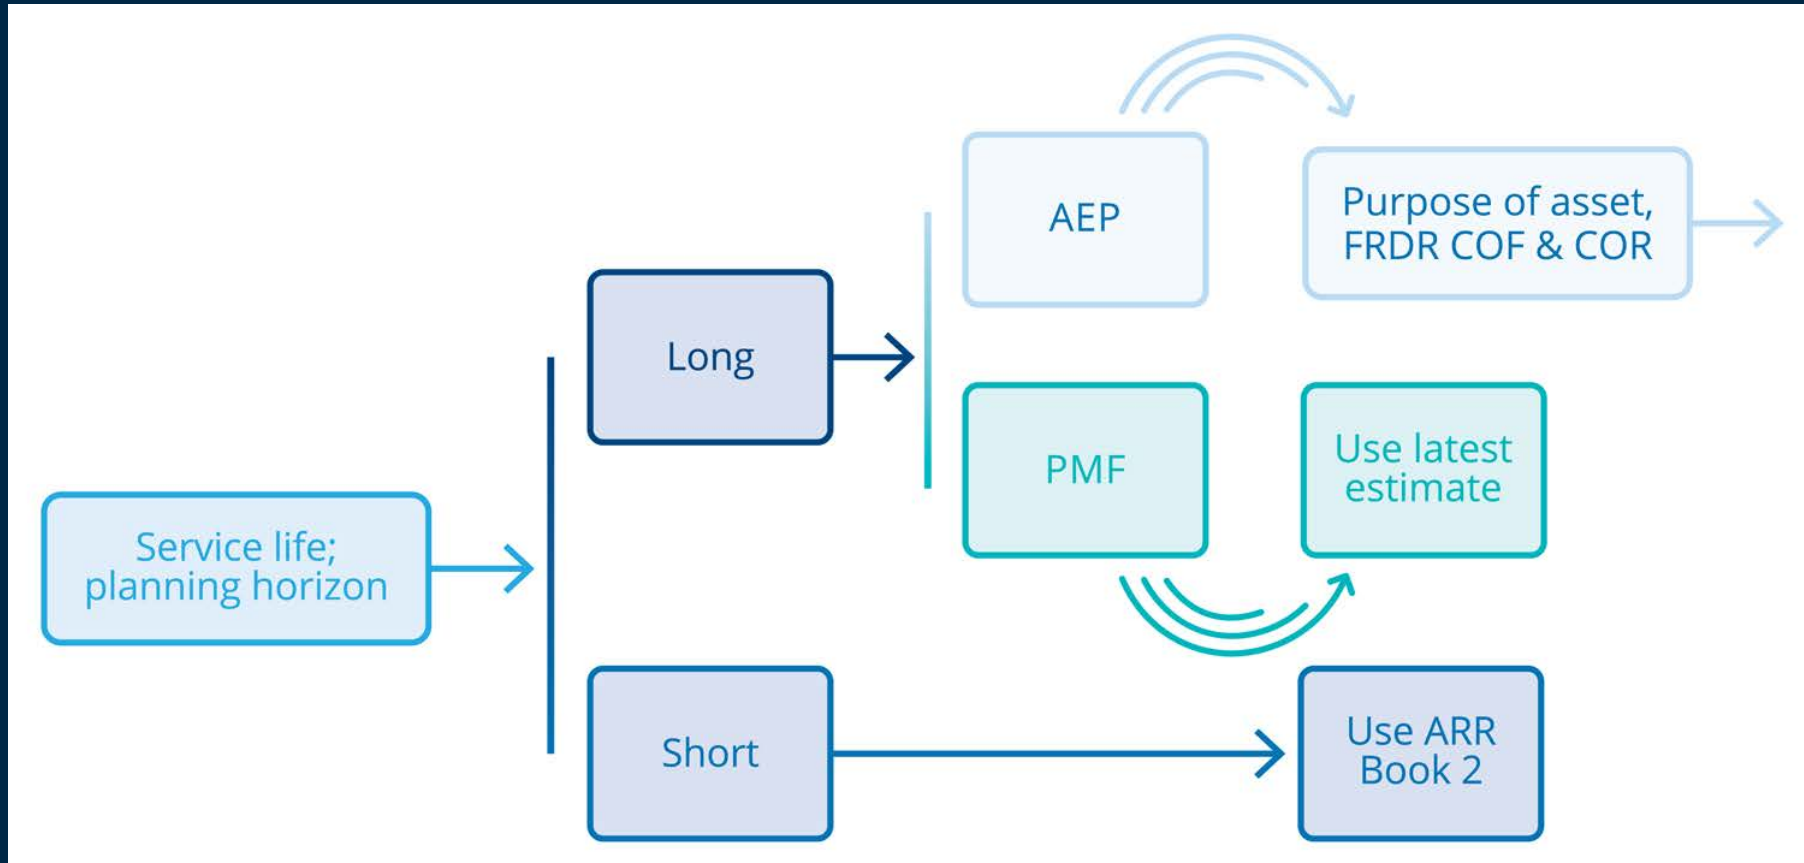 AEP
Purpose of asset,
FRDR COF & COR
Long
PMF
Use latest
estimate
Service life;
planning horizon
Short
Use ARR
Book 2